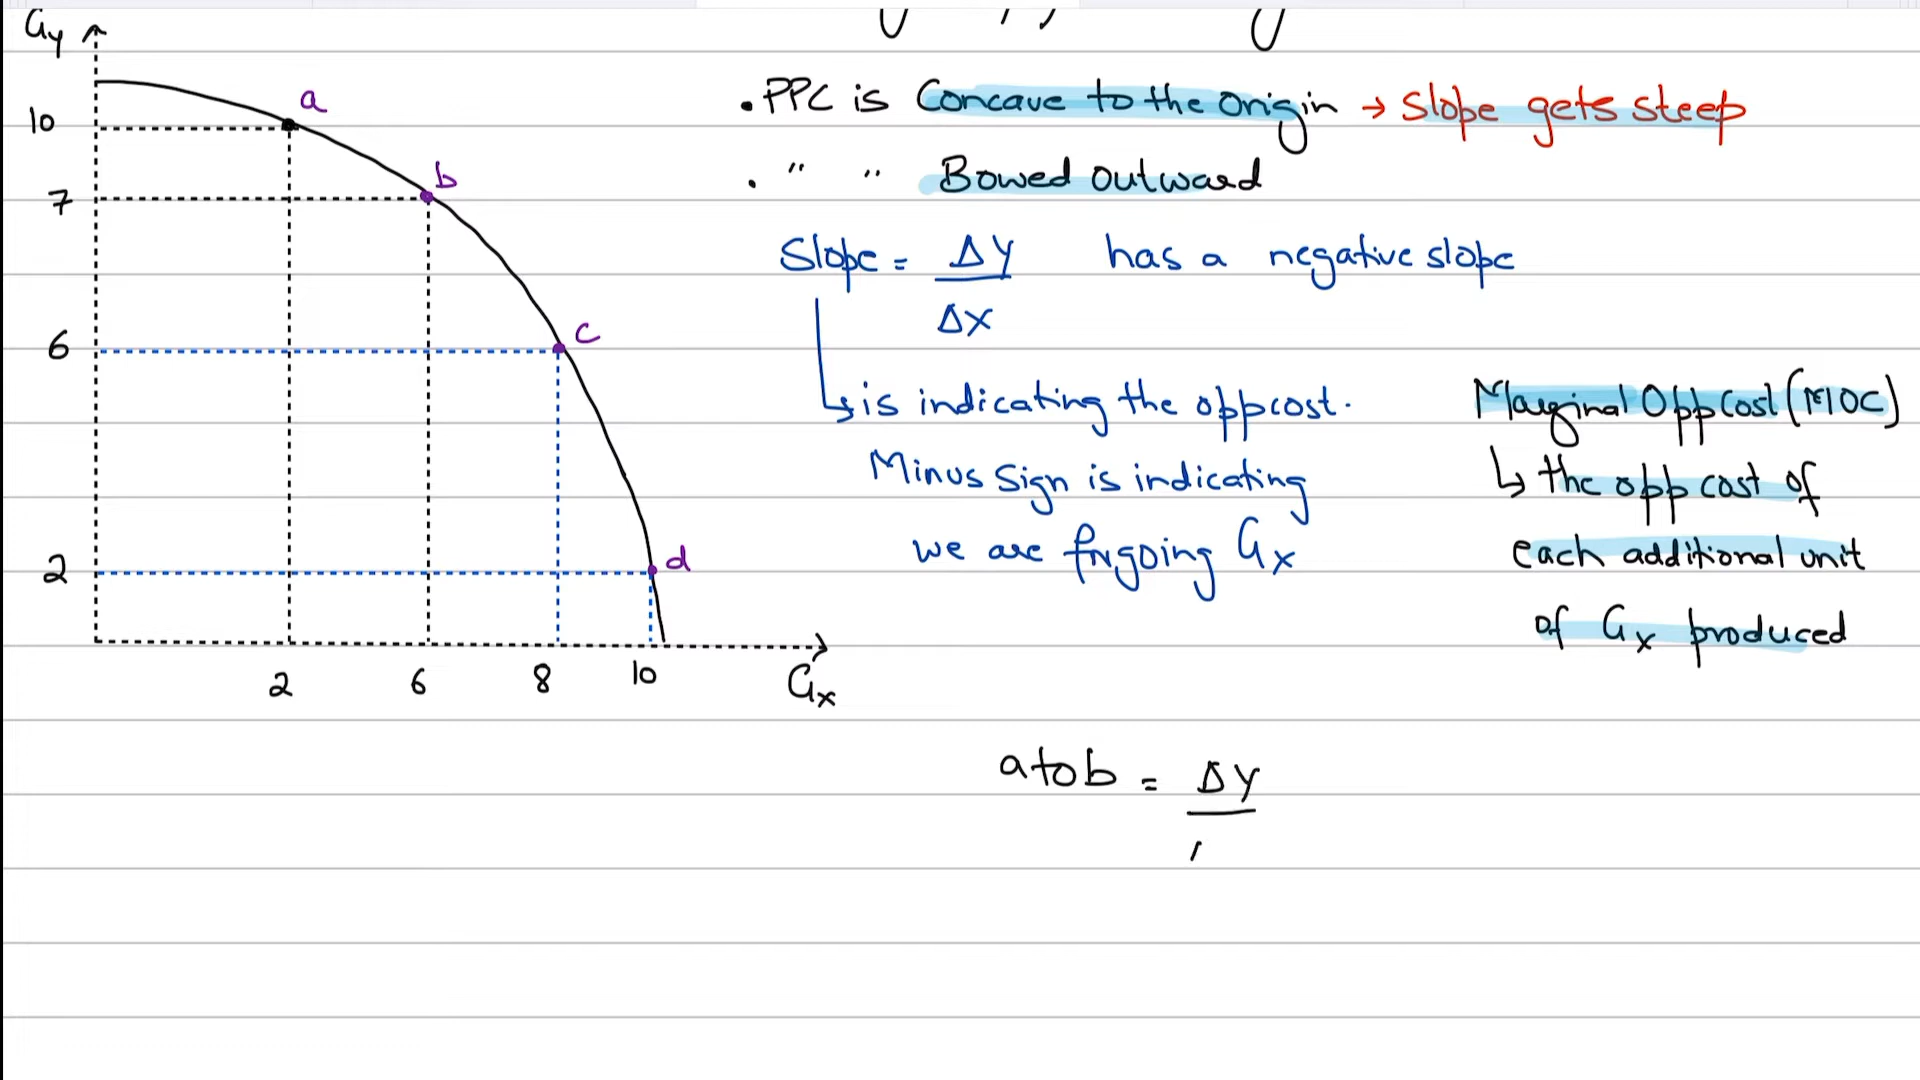 Gy
10
7
6
2
a
b
c
d
2 6 8 10 Gx
• PPC is Concave to the Origin → Slope gets steep
• " " Bowed outward
Slope = ΔY has a negative slope
ΔX
↳ is indicating the opp cost.
Minus Sign is indicating
we are forgoing Gx
Marginal Opp Cost (MOC)
↳ the opp cost of
each additional unit
of Gx produced
a to b = ΔY